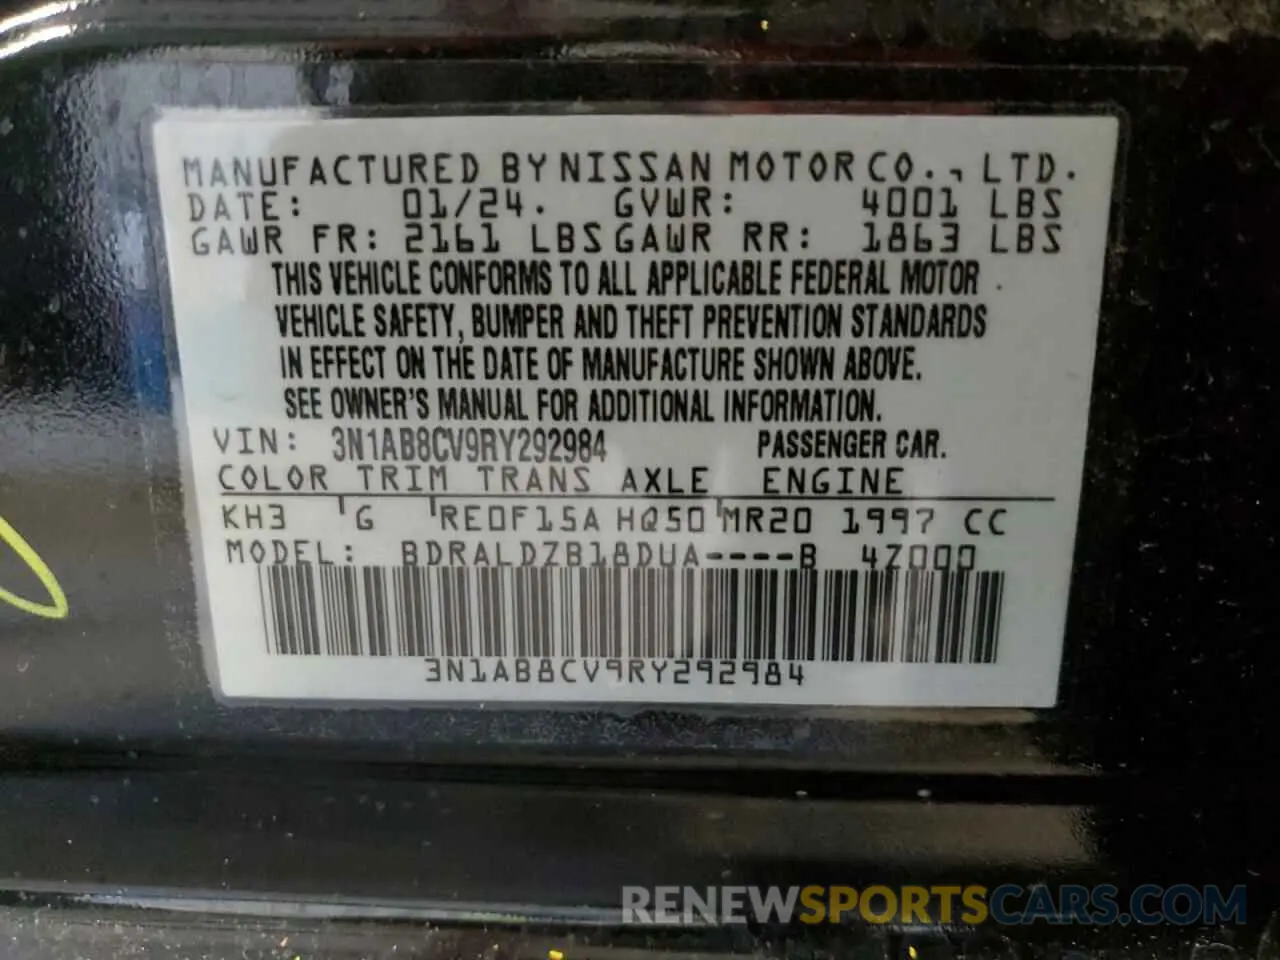 MANUFACTURED BY NISSAN MOTOR CO., LTD.
DATE: 01/24. GVWR: 4001 LBS
GAWR FR: 2161 LBS GAWR RR: 1863 LBS
THIS VEHICLE CONFORMS TO ALL APPLICABLE FEDERAL MOTOR
VEHICLE SAFETY, BUMPER AND THEFT PREVENTION STANDARDS
IN EFFECT ON THE DATE OF MANUFACTURE SHOWN ABOVE.
SEE OWNER'S MANUAL FOR ADDITIONAL INFORMATION.
VIN: 3N1AB8CV9RY292984 PASSENGER CAR.
COLOR TRIM TRANS AXLE ENGINE
KH3 G RE0F15A HQ50 MR20 1997 CC
MODEL: BDRALDZB18DUA----B 4Z000
3N1AB8CV9RY292984
RENEWSPORTSCARS.COM